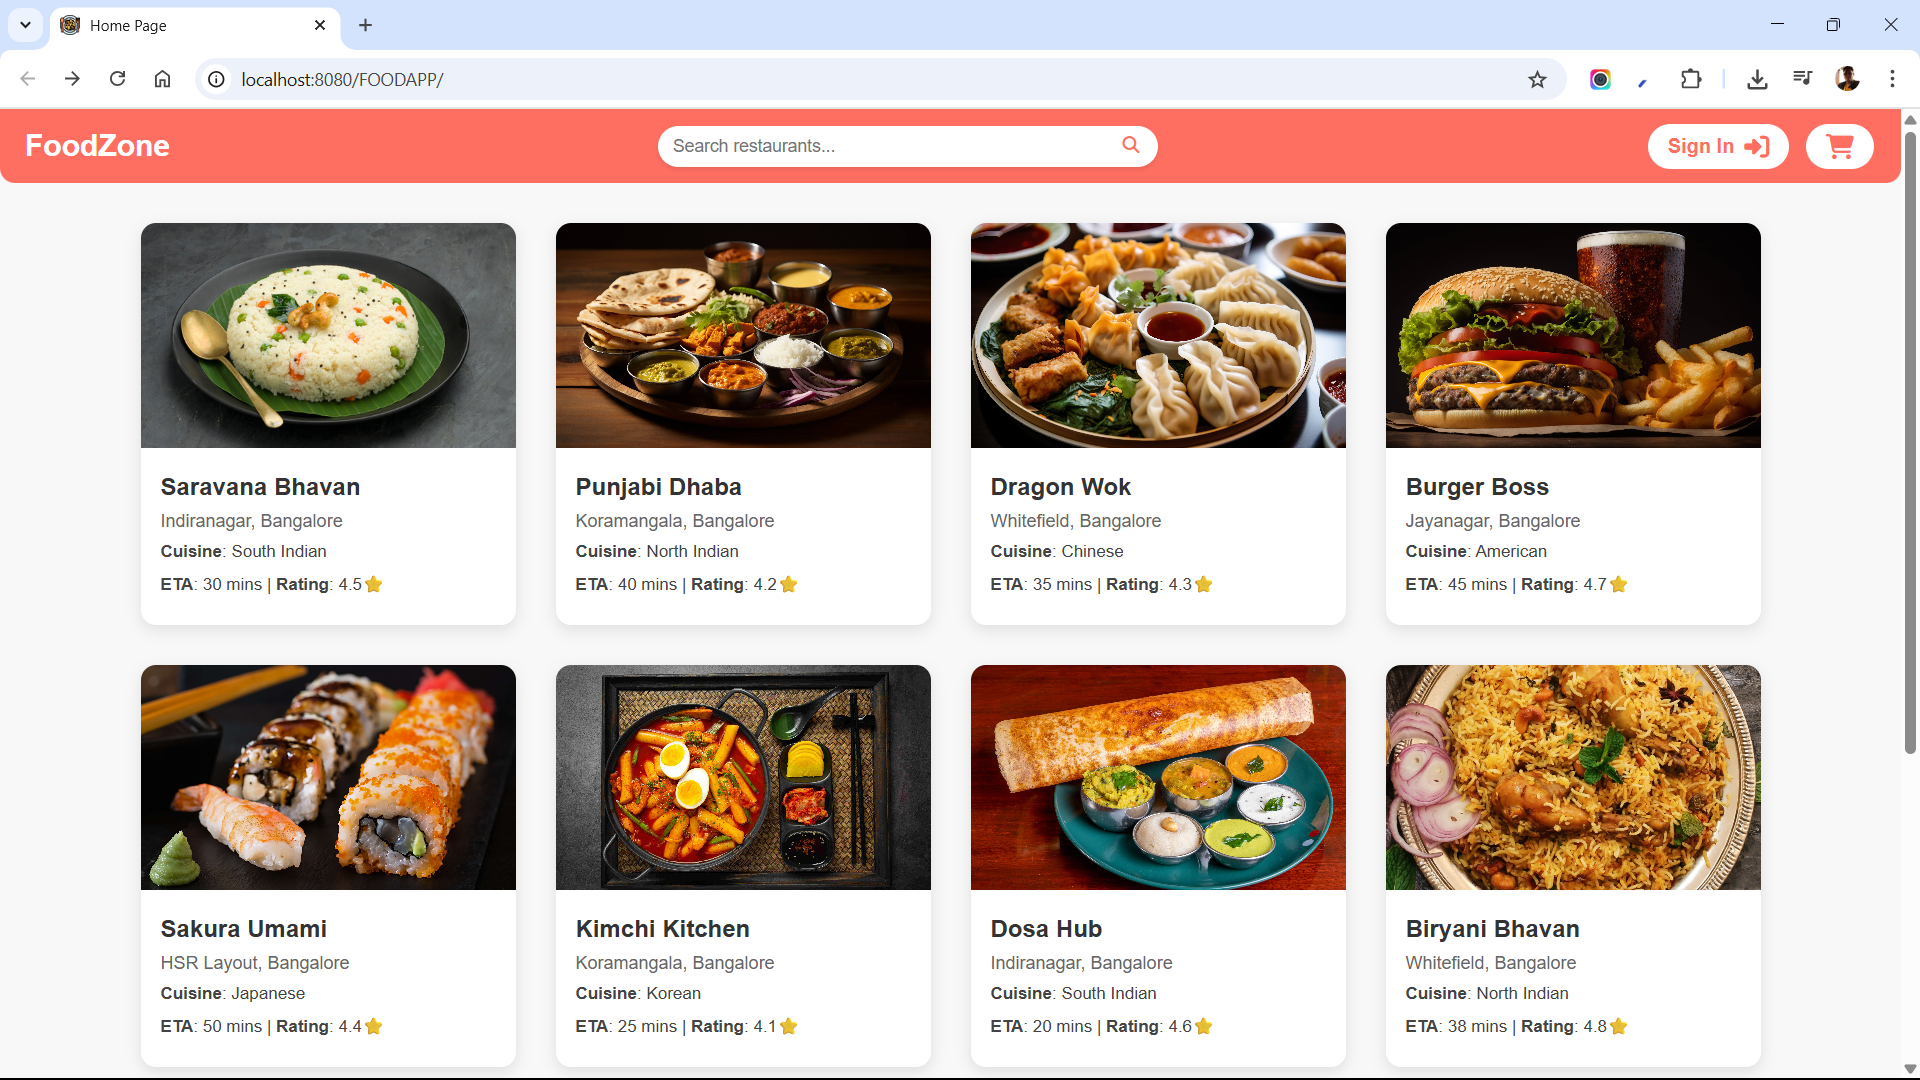 Home Page
localhost:8080/FOODAPP/
FoodZone
Search restaurants...
Sign In
Saravana Bhavan
Indiranagar, Bangalore
Cuisine: South Indian
ETA: 30 mins | Rating: 4.5
Punjabi Dhaba
Koramangala, Bangalore
Cuisine: North Indian
ETA: 40 mins | Rating: 4.2
Dragon Wok
Whitefield, Bangalore
Cuisine: Chinese
ETA: 35 mins | Rating: 4.3
Burger Boss
Jayanagar, Bangalore
Cuisine: American
ETA: 45 mins | Rating: 4.7
Sakura Umami
HSR Layout, Bangalore
Cuisine: Japanese
ETA: 50 mins | Rating: 4.4
Kimchi Kitchen
Koramangala, Bangalore
Cuisine: Korean
ETA: 25 mins | Rating: 4.1
Dosa Hub
Indiranagar, Bangalore
Cuisine: South Indian
ETA: 20 mins | Rating: 4.6
Biryani Bhavan
Whitefield, Bangalore
Cuisine: North Indian
ETA: 38 mins | Rating: 4.8